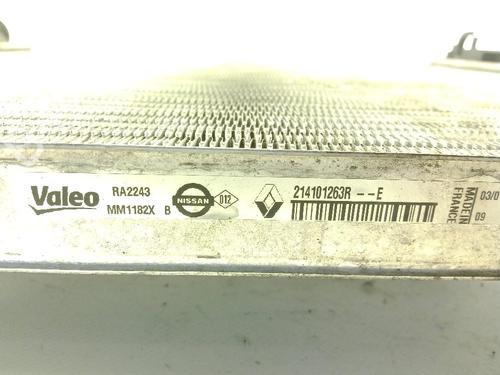 Valeo
RA2243
MM1182X B
NISSAN
012
214101263R --E
MADE IN
FRANCE
03/0
09